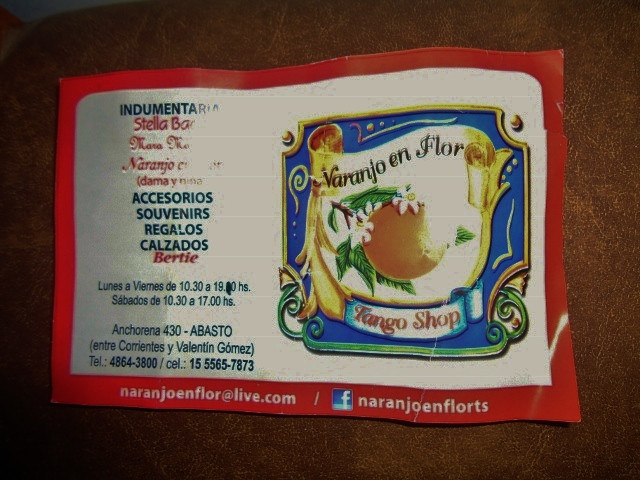 INDUMENTARIA
Stella
Naranjo
(dama y
ACCESORIOS
SOUVENIRS
REGALOS
CALZADOS
Bertie
Lunes a Viernes de 10.30 a 19.00 hs.
Sábados de 10.30 a 17.00 hs.
Anchorena 430 - ABASTO
(entre Corrientes y Valentín Gómez)
Tel.: 4864-3800 / cel.: 15 5565-7873
Naranjo en Flor
Tango Shop
naranjoenflor@live.com / f naranjoenflorts